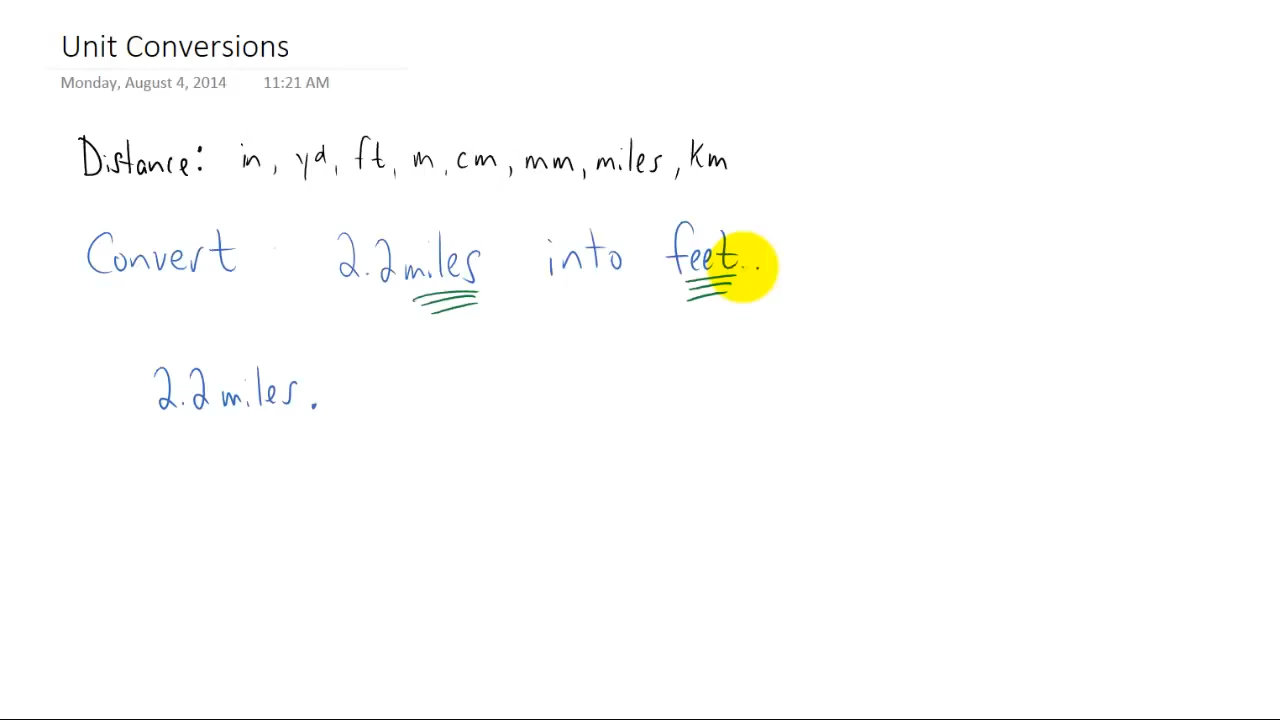 Unit Conversions
Monday, August 4, 2014 11:21 AM
Distance: in, yd, ft, m, cm, mm, miles, km
Convert 2.2 miles into feet..
2.2 miles.